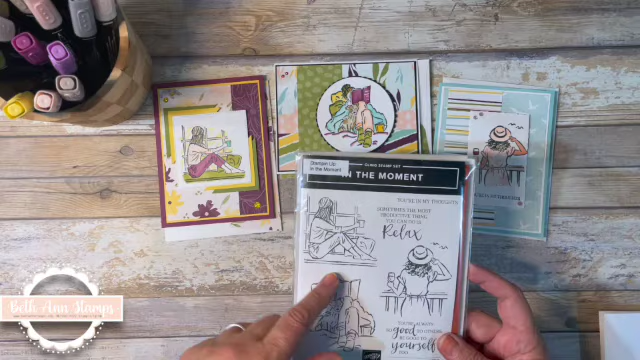 CLING STAMP SET
Stampin Up
In the Moment
IN THE MOMENT
YOU'RE IN MY THOUGHTS
SOMETIMES THE MOST
PRODUCTIVE THING
YOU CAN DO IS
Relax
YOU'RE ALWAYS
SO good TO OTHERS
BE GOOD TO
yourself
TOO
Beth Ann Stamps